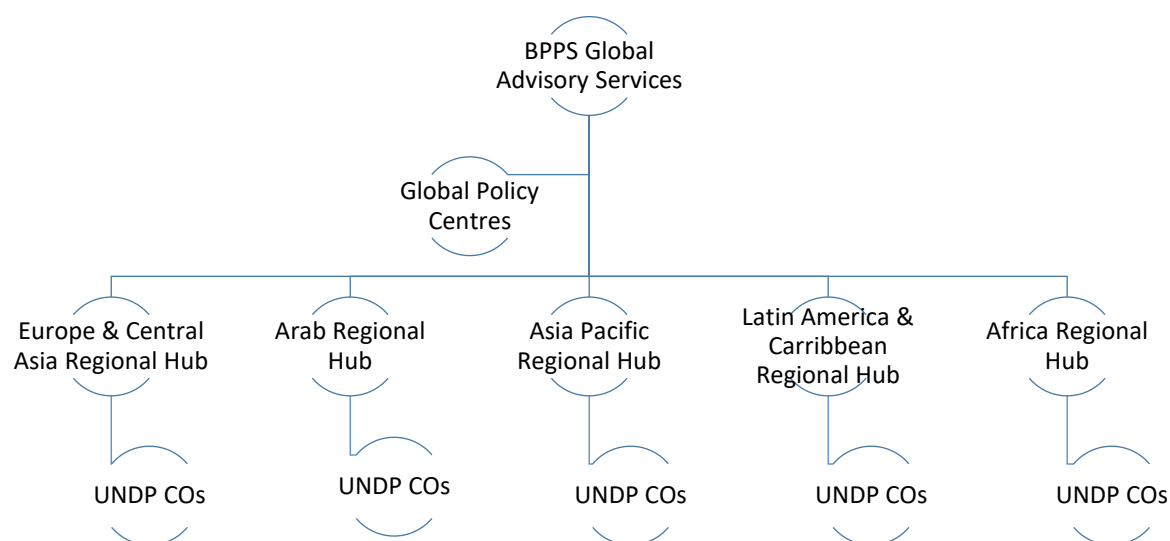 BPPS Global
Advisory Services
Global Policy
Centres
Europe & Central
Asia Regional Hub
Arab Regional
Hub
Asia Pacific
Regional Hub
Latin America &
Carribbean
Regional Hub
Africa Regional
Hub
UNDP COs
UNDP COs
UNDP COs
UNDP COs
UNDP COs